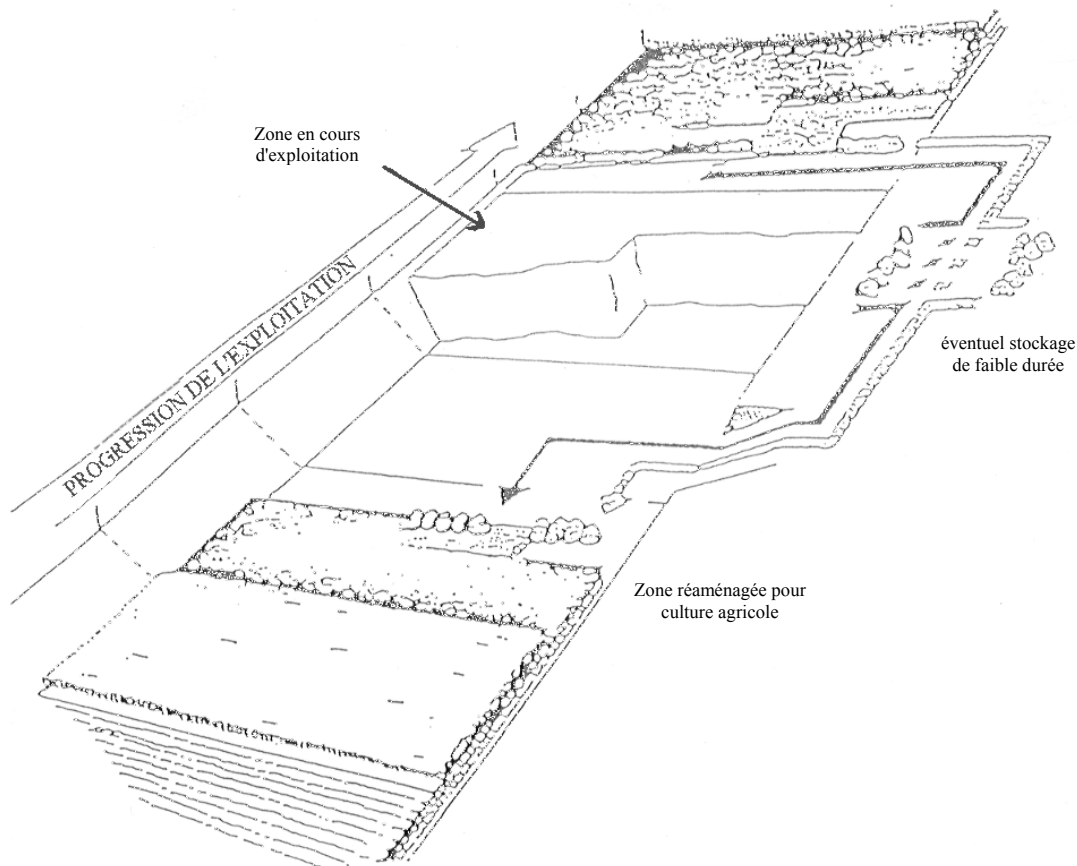 Zone en cours
d'exploitation
PROGRESSION DE L'EXPLOITATION
éventuel stockage
de faible durée
Zone réaménagée pour
culture agricole